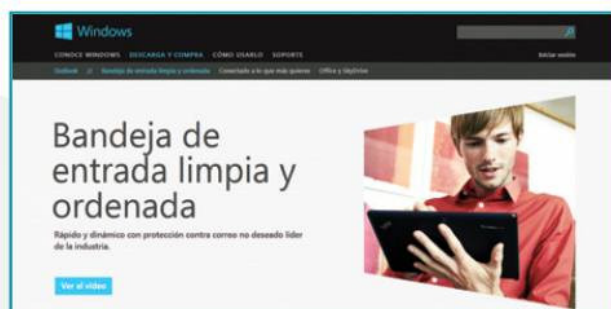 Windows
CONOCE WINDOWS DESCARGA Y COMPRA CÓMO USARLO SOPORTE
Iniciar sesión
Outlook // Bandeja de entrada limpia y ordenada Conectado a lo que más quieres Office y SkyDrive
Bandeja de
entrada limpia y
ordenada
Rápido y dinámico con protección contra correo no deseado líder
de la industria.
Ver el vídeo